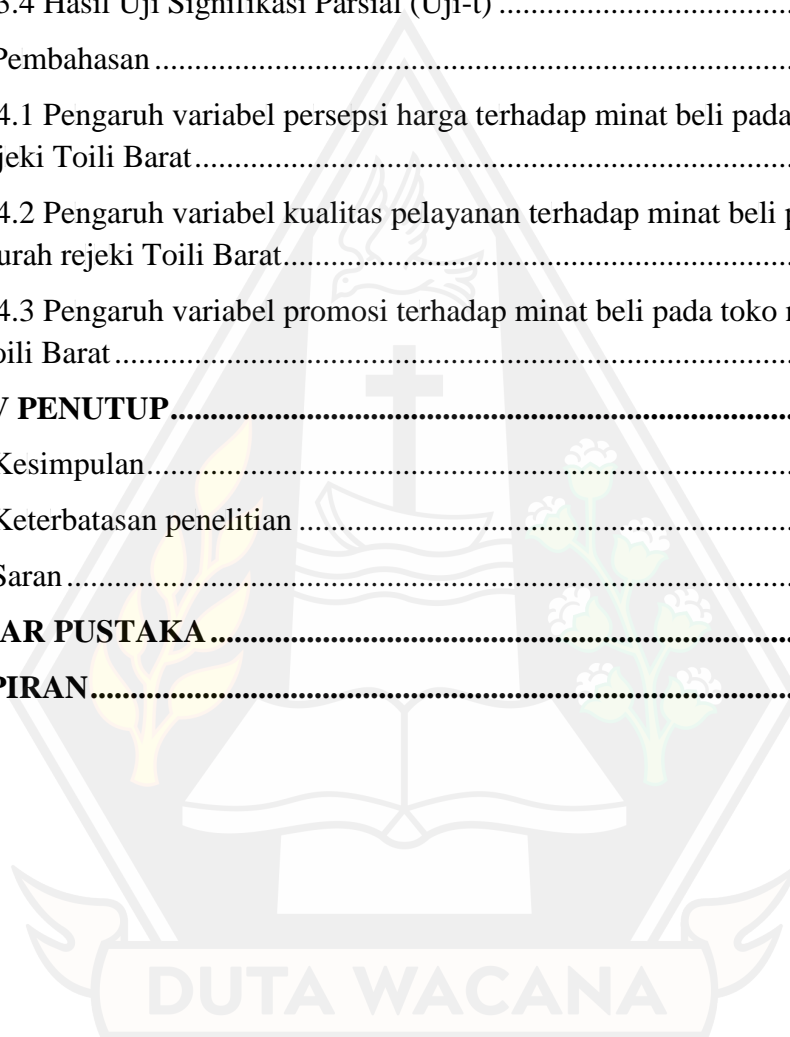 3.4 Hasil Uji Signifikasi Parsial (Uji-t) ..........................................
Pembahasan ..........................................................................................
4.1 Pengaruh variabel persepsi harga terhadap minat beli pada
jeki Toili Barat .....................................................................................
4.2 Pengaruh variabel kualitas pelayanan terhadap minat beli p
urah rejeki Toili Barat ..........................................................................
4.3 Pengaruh variabel promosi terhadap minat beli pada toko
oili Barat ..............................................................................................
V PENUTUP ..........................................................................................
Kesimpulan ...........................................................................................
Keterbatasan penelitian .........................................................................
Saran .....................................................................................................
AR PUSTAKA .....................................................................................
PIRAN ..................................................................................................
DUTA WACANA